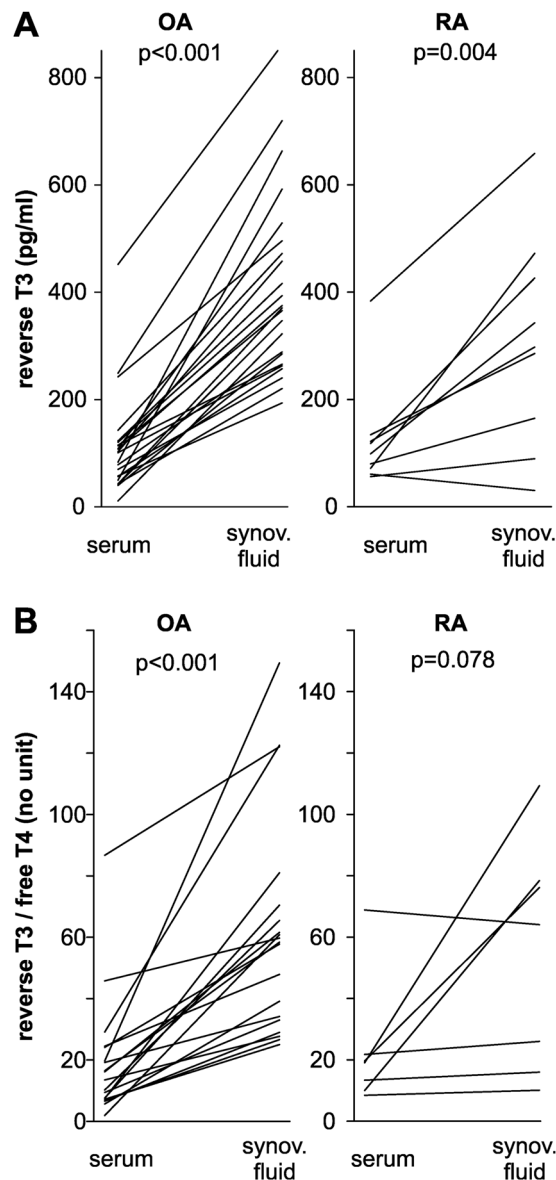 A
OA
RA
p<0.001
p=0.004
reverse T3 (pg/ml)
800
600
400
200
0
800
600
400
200
0
serum
synov.
fluid
serum
synov.
fluid
B
OA
RA
p<0.001
p=0.078
reverse T3 / free T4 (no unit)
140
100
60
20
0
140
100
60
20
0
serum
synov.
fluid
serum
synov.
fluid